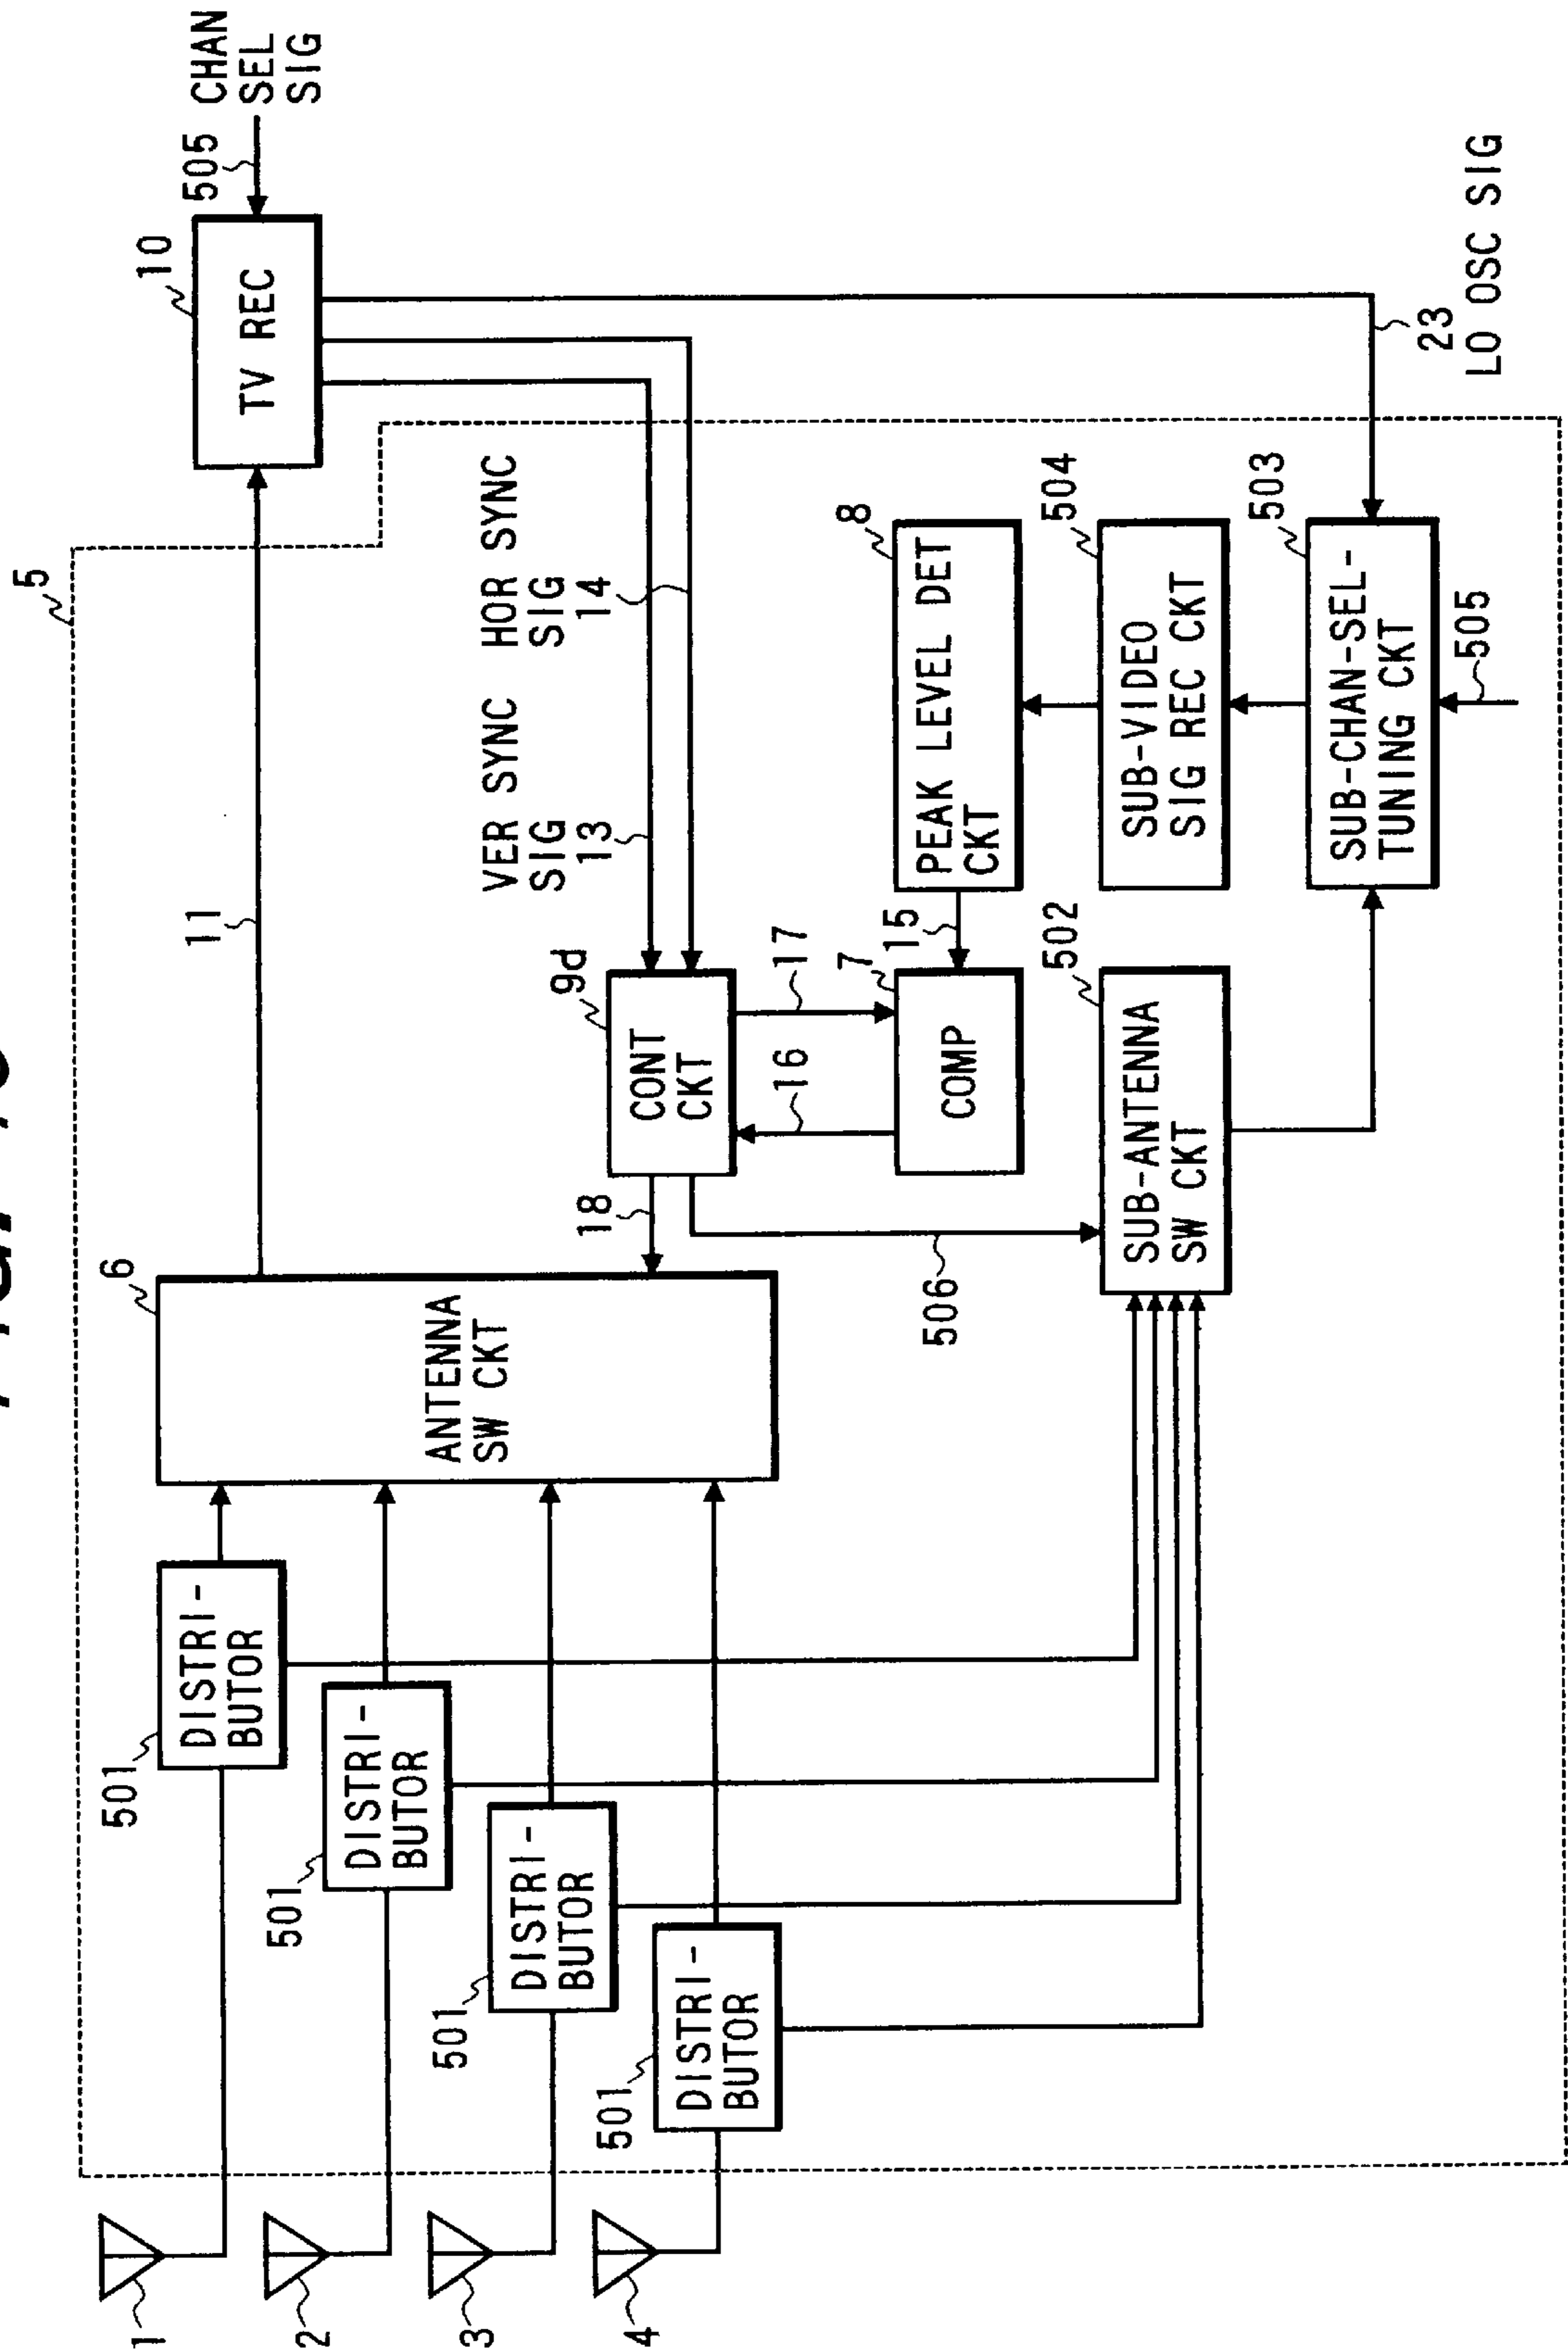 5
10
TV REC
505 CHAN
SEL
SIG
11
6
ANTENNA
SW CKT
501
DISTRI-
BUTOR
501
DISTRI-
BUTOR
501
DISTRI-
BUTOR
501
DISTRI-
BUTOR
1
2
3
4
VER SYNC
SIG
13
HOR SYNC
SIG
14
9d
CONT
CKT
18
16
17
7
COMP
15
8
PEAK LEVEL DET
CKT
506
502
SUB-ANTENNA
SW CKT
504
SUB-VIDEO
SIG REC CKT
503
SUB-CHAN-SEL-
TUNING CKT
505
23
LO OSC SIG